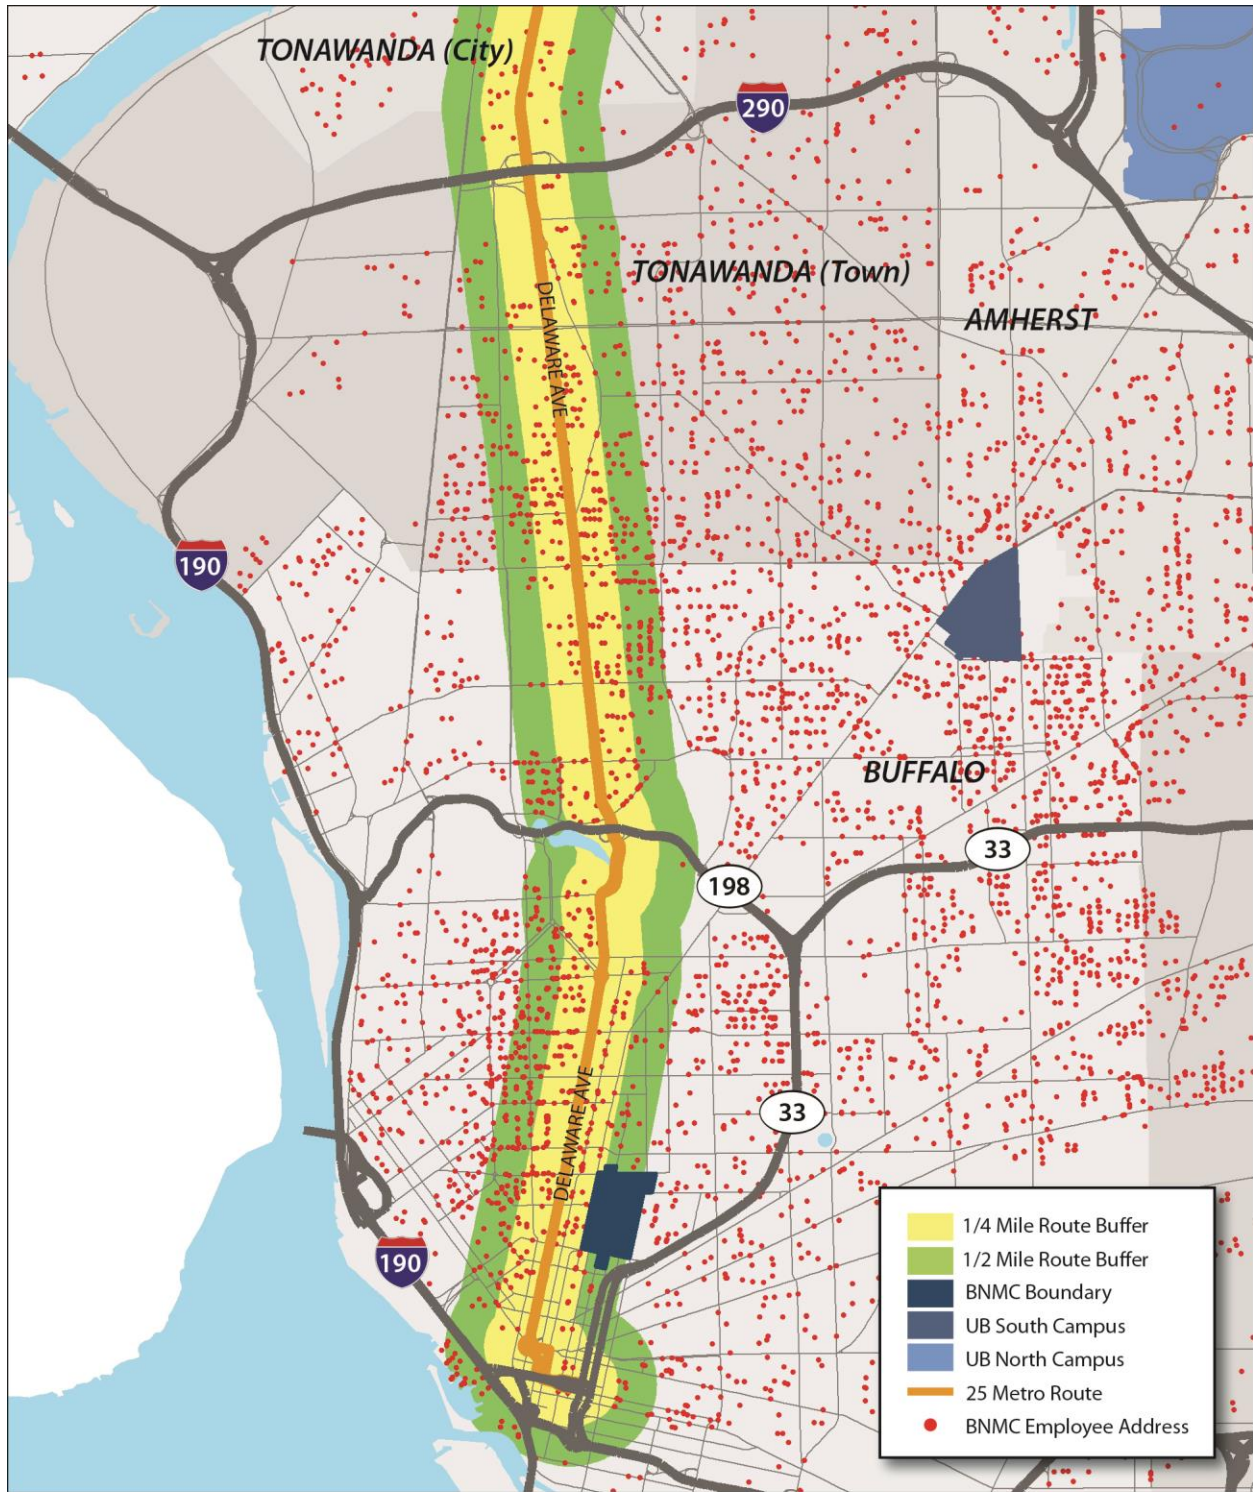 TONAWANDA (City)
290
TONAWANDA (Town)
AMHERST
DELAWARE AVE
190
BUFFALO
33
198
DELAWARE AVE
33
190
1/4 Mile Route Buffer
1/2 Mile Route Buffer
BNMC Boundary
UB South Campus
UB North Campus
25 Metro Route
BNMC Employee Address